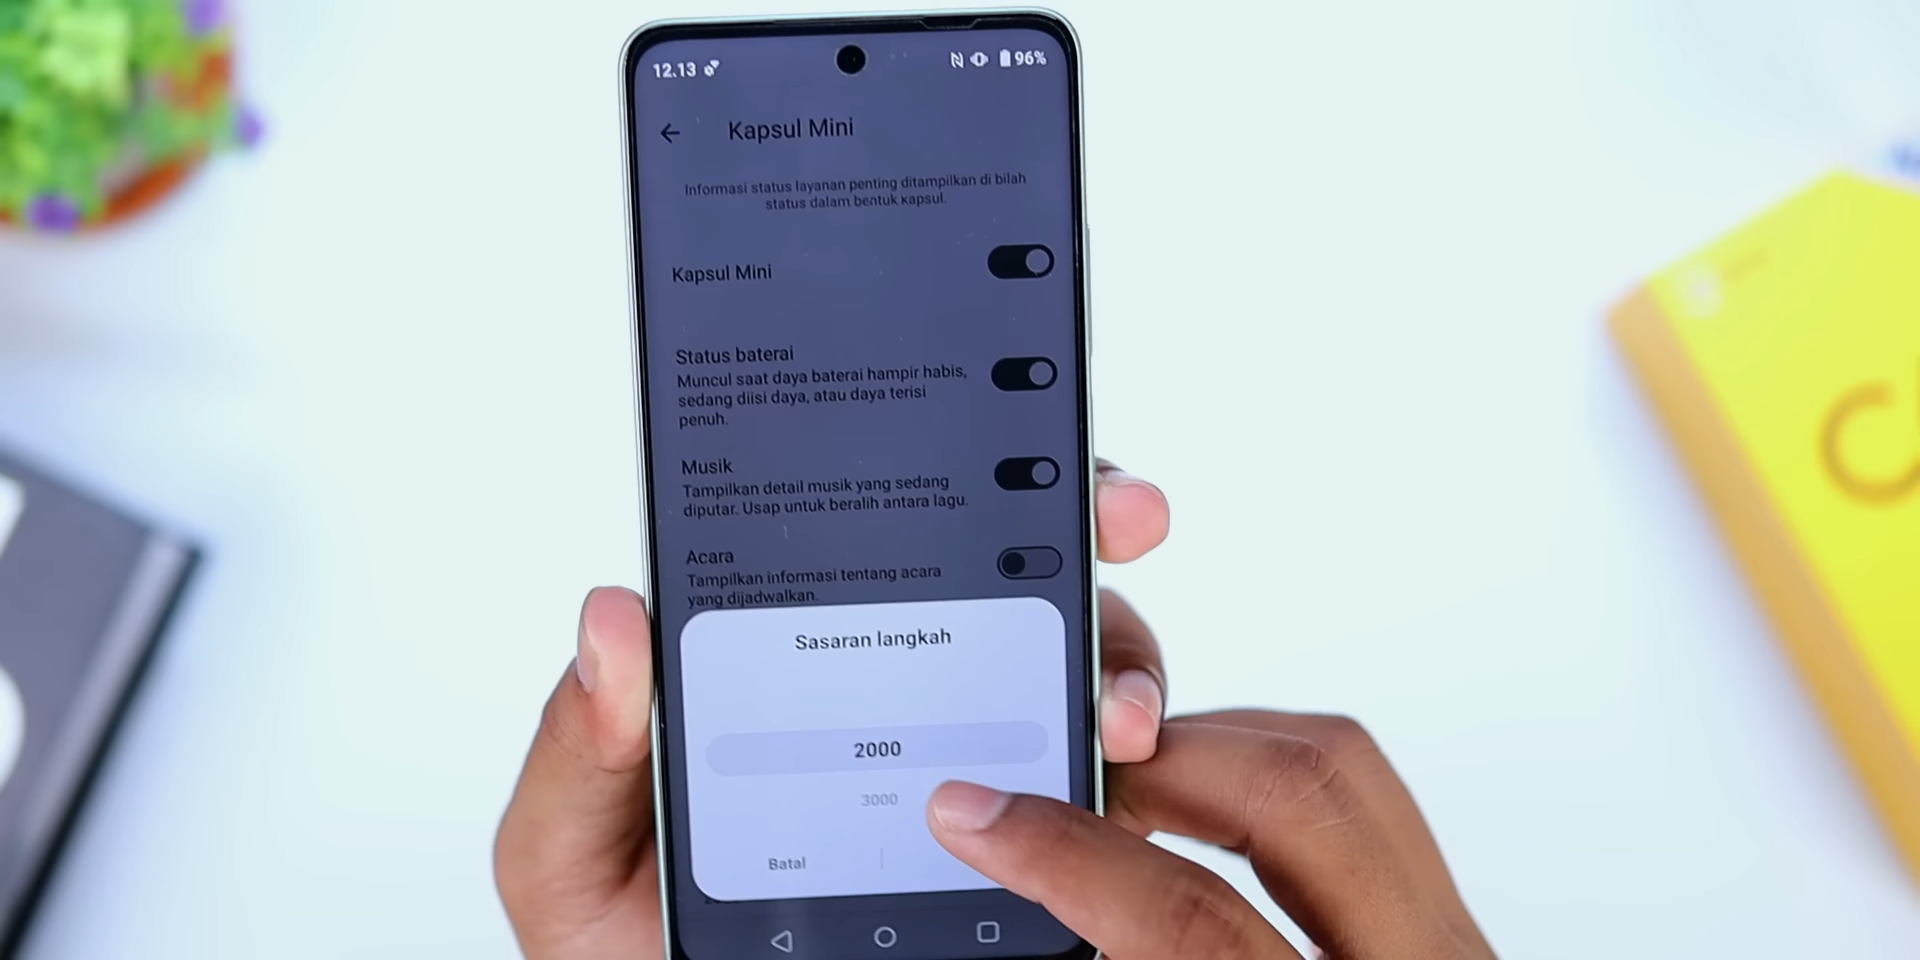 12.13
96%
Kapsul Mini
Informasi status layanan penting ditampilkan di bilah
status dalam bentuk kapsul.
Kapsul Mini
Status baterai
Muncul saat daya baterai hampir habis,
sedang diisi daya, atau daya terisi
penuh.
Musik
Tampilkan detail musik yang sedang
diputar. Usap untuk beralih antara lagu.
Acara
Tampilkan informasi tentang acara
yang dijadwalkan.
Sasaran langkah
2000
3000
Batal